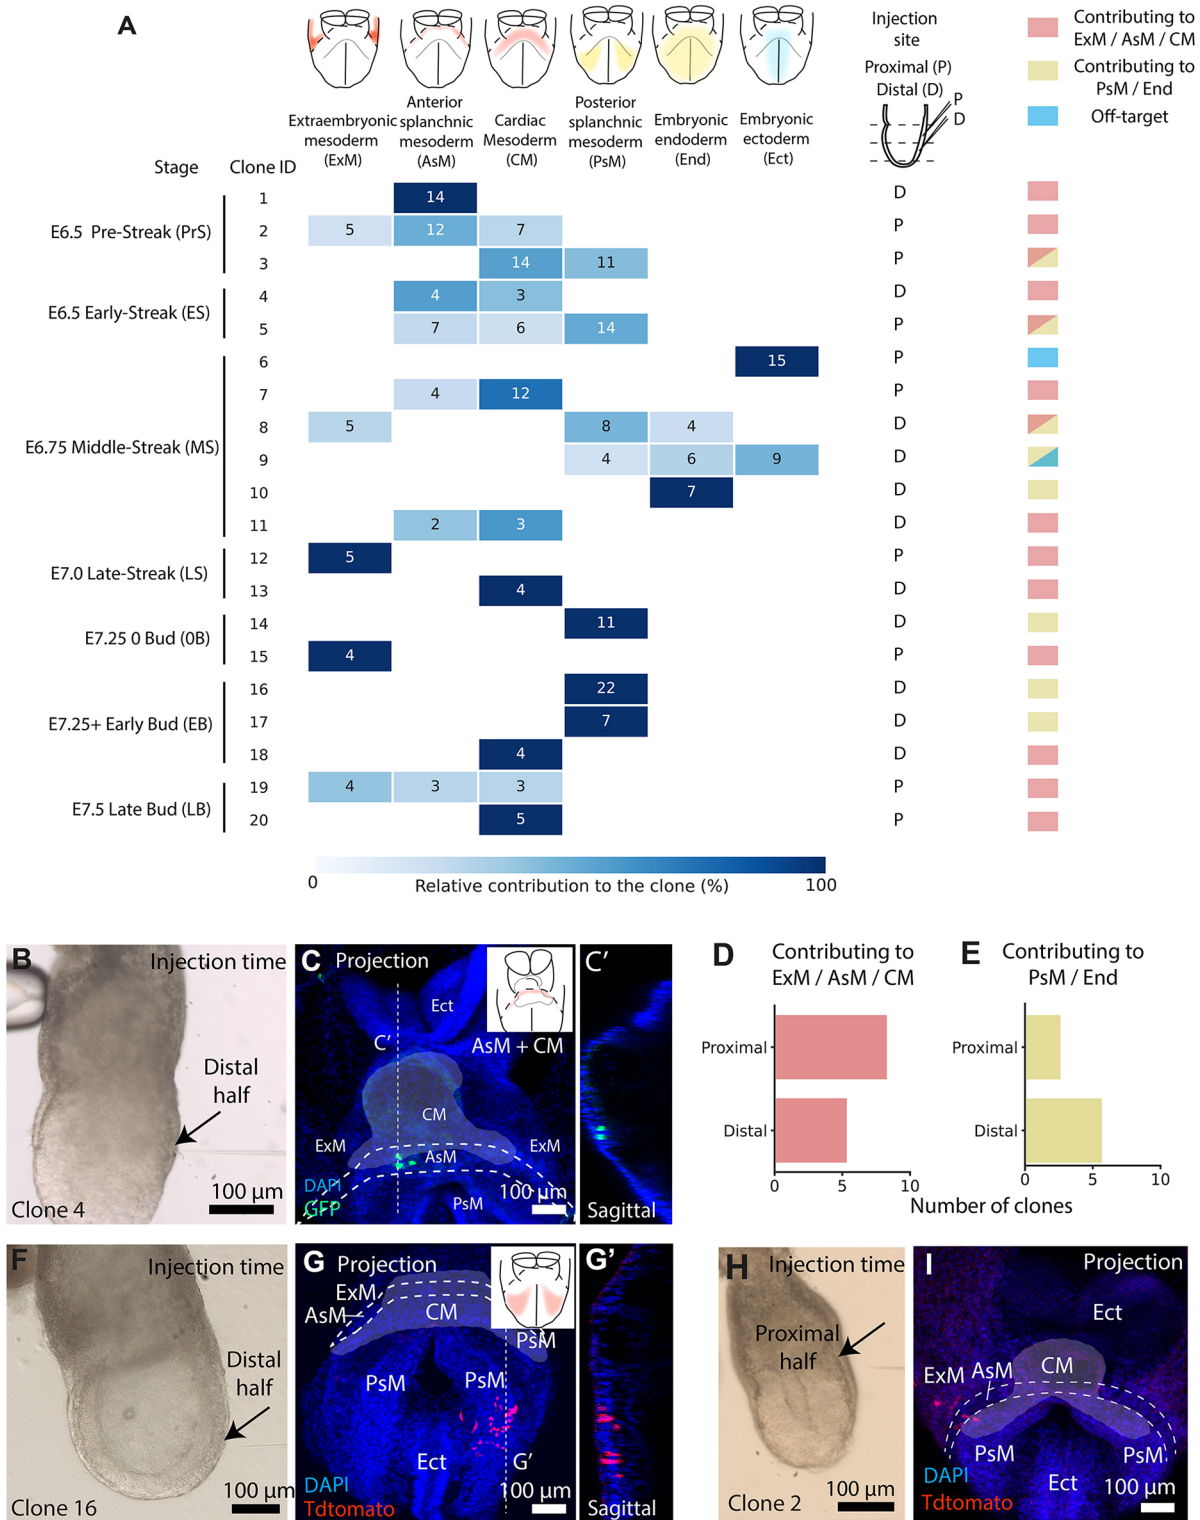 A
Extraembryonic
mesoderm
(ExM)
Anterior
splanchnic
mesoderm
(AsM)
Cardiac
Mesoderm
(CM)
Posterior
splanchnic
mesoderm
(PsM)
Embryonic
endoderm
(End)
Embryonic
ectoderm
(Ect)
Injection
site
Proximal (P)
Distal (D)
P
D
Contributing to
ExM / AsM / CM
Contributing to
PsM / End
Off-target
Stage Clone ID
E6.5 Pre-Streak (PrS)
1 14 D
2 5 12 7 P
3 14 11 P
E6.5 Early-Streak (ES)
4 4 3 D
5 7 6 14 P
E6.75 Middle-Streak (MS)
6 15 P
7 4 12 P
8 5 8 4 D
9 4 6 9 D
10 7 D
11 2 3 D
E7.0 Late-Streak (LS)
12 5 P
13 4 D
E7.25 0 Bud (0B)
14 11 D
15 4 P
E7.25+ Early Bud (EB)
16 22 D
17 7 D
18 4 D
E7.5 Late Bud (LB)
19 4 3 3 P
20 5 P
0 Relative contribution to the clone (%) 100
B
Injection time
Distal
half
Clone 4
100 µm
C Projection
Ect
C'
AsM + CM
CM
ExM
AsM
ExM
DAPI
GFP
PsM
100 µm
C'
Sagittal
D Contributing to
ExM / AsM / CM
Proximal
Distal
0 5 10
E Contributing to
PsM / End
Proximal
Distal
0 5 10
Number of clones
F
Injection time
Distal
half
Clone 16
100 µm
G Projection
ExM
AsM
CM
PsM
PsM
PsM
Ect
G'
DAPI
Tdtomato
100 µm
G'
Sagittal
H Injection time
Proximal
half
Clone 2
100 µm
I Projection
Ect
CM
ExM AsM
PsM
PsM
Ect
DAPI
Tdtomato
100 µm